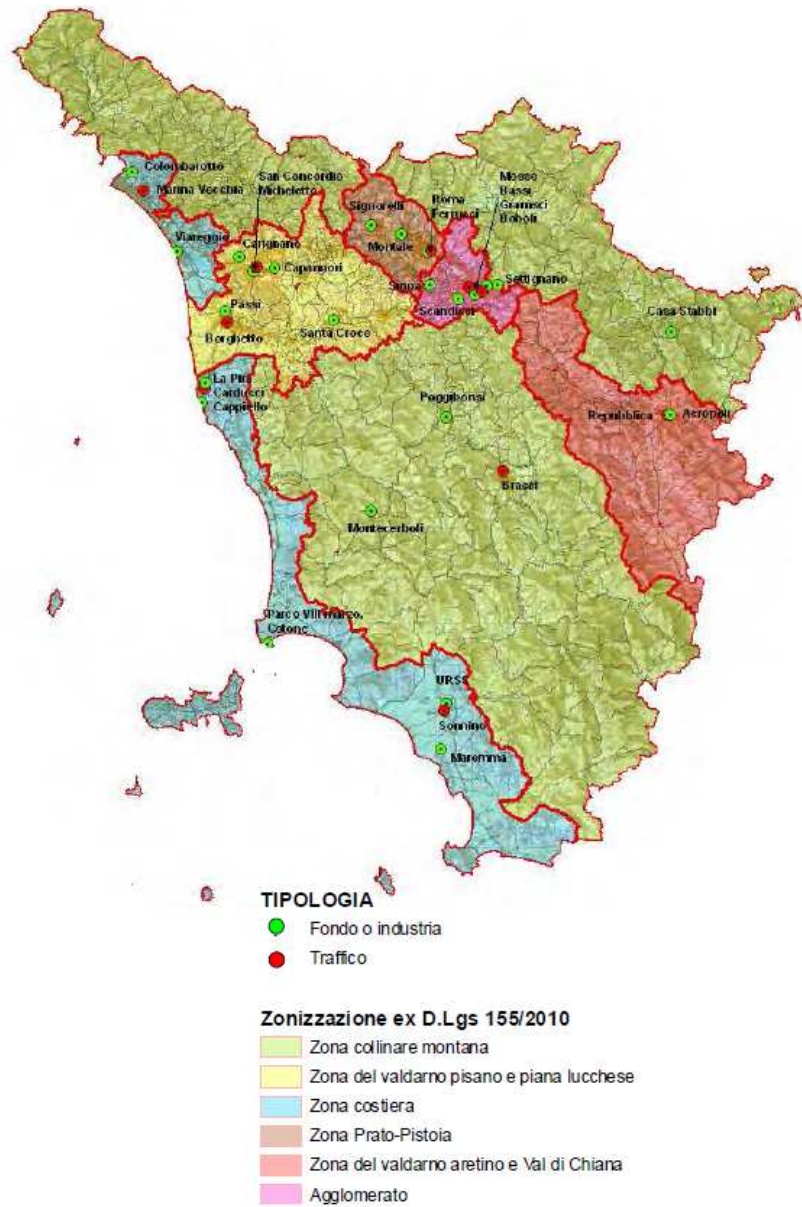 Colombarotto
Marina Vecchia
San Concordio
Micheletto
Mosse
Bassi
Gramsci
Boboli
Roma
Ferrucci
Signorelli
Montale
Viareggio
Carignano
Capannori
Settignano
Scandicci
Passi
Borghetto
Santa Croce
Casa Stabbi
La Pira
Carducci
Cappiello
Poggibonsi
Repubblica
Acropoli
Bracci
Montecerboli
Parco VIII marzo,
Cotone
URSS
Sonnino
Maremma
TIPOLOGIA
Fondo o industria
Traffico
Zonizzazione ex D.Lgs 155/2010
Zona collinare montana
Zona del valdarno pisano e piana lucchese
Zona costiera
Zona Prato-Pistoia
Zona del valdarno aretino e Val di Chiana
Agglomerato